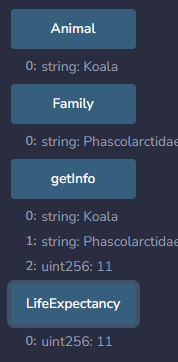 Animal
0: string: Koala
Family
0: string: Phascolarctidae
getInfo
0: string: Koala
1: string: Phascolarctidae
2: uint256: 11
LifeExpectancy
0: uint256: 11